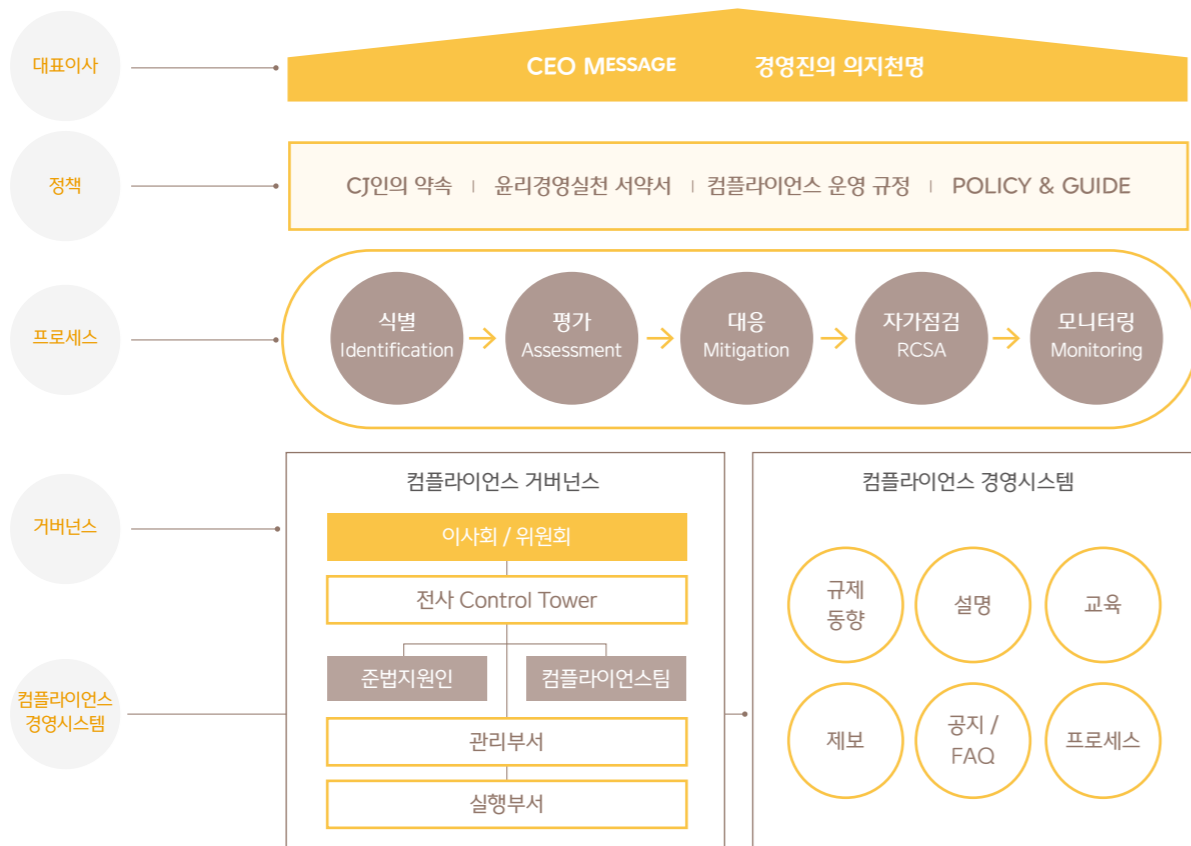 대표이사
CEO MESSAGE 경영진의 의지천명
정책
CJ인의 약속 | 윤리경영실천 서약서 | 컴플라이언스 운영 규정 | POLICY & GUIDE
프로세스
식별
Identification
평가
Assessment
대응
Mitigation
자가점검
RCSA
모니터링
Monitoring
거버넌스
컴플라이언스 거버넌스
이사회 / 위원회
전사 Control Tower
준법지원인
컴플라이언스팀
관리부서
실행부서
컴플라이언스
경영시스템
컴플라이언스 경영시스템
규제
동향
설명
교육
제보
공지 /
FAQ
프로세스